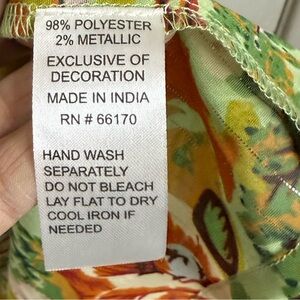 98% POLYESTER
2% METALLIC
EXCLUSIVE OF
DECORATION
MADE IN INDIA
RN # 66170
HAND WASH
SEPARATELY
DO NOT BLEACH
LAY FLAT TO DRY
COOL IRON IF
NEEDED